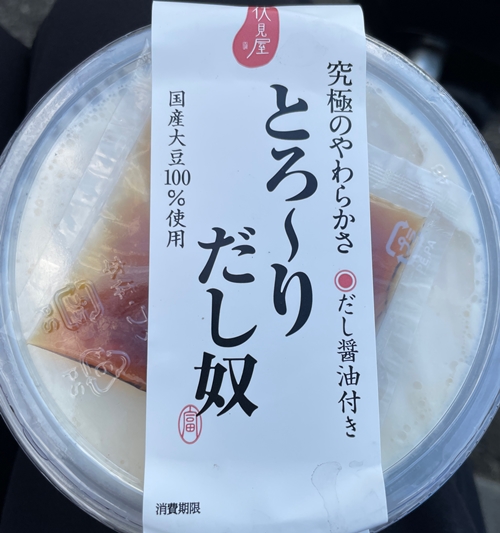 伏見屋
究極のやわらかさ
◉だし醤油付き
とろ〜り
だし奴
富
国産大豆100%使用
消費期限